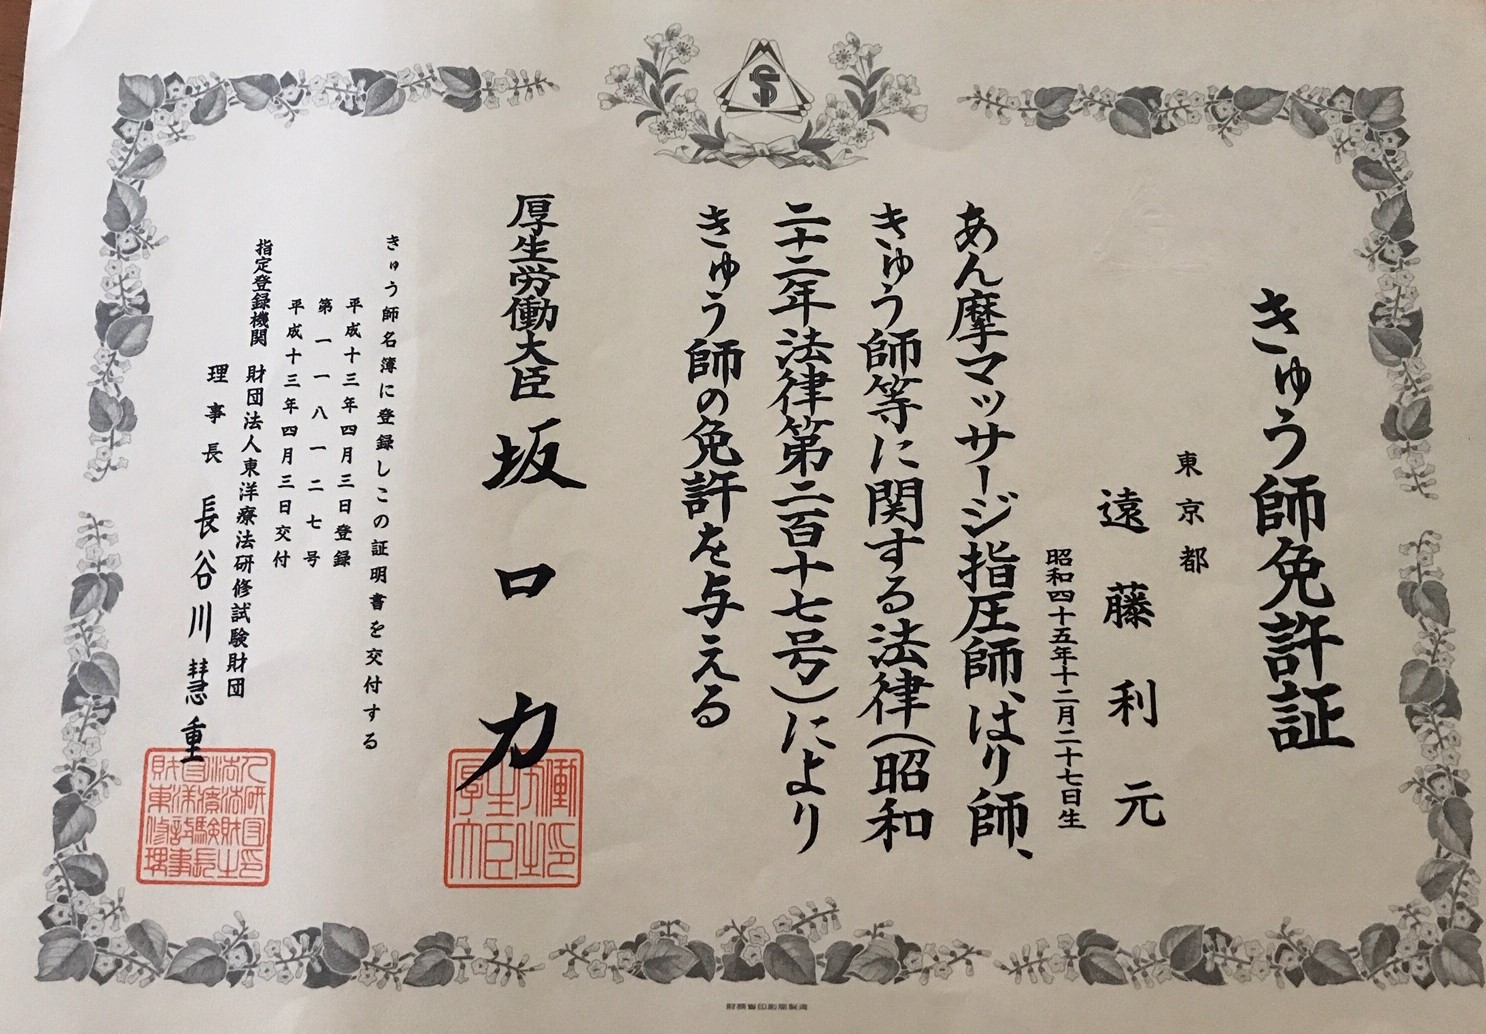 きゅう師免許証
東京都
遠藤利元
昭和四十五年十二月二十七日生
あん摩マッサージ指圧師、はり師、
きゅう師等に関する法律(昭和
二十二年法律第二百十七号)により
きゅう師の免許を与える
厚生労働大臣 坂口力
きゅう師名簿に登録しこの証明書を交付する
平成十三年四月三日登録
第一一八一二七号
平成十三年四月三日交付
指定登録機関 財団法人東洋療法研修試験財団
理事長 長谷川慧重
財務省印刷局製造